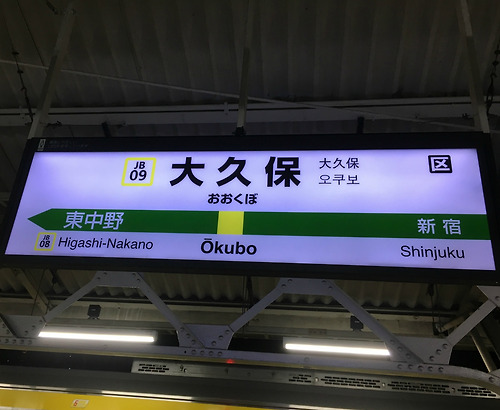 JB
09
大久保
大久保
오쿠보
区
おおくぼ
東中野
新宿
JB
08
Higashi-Nakano
Ōkubo
Shinjuku